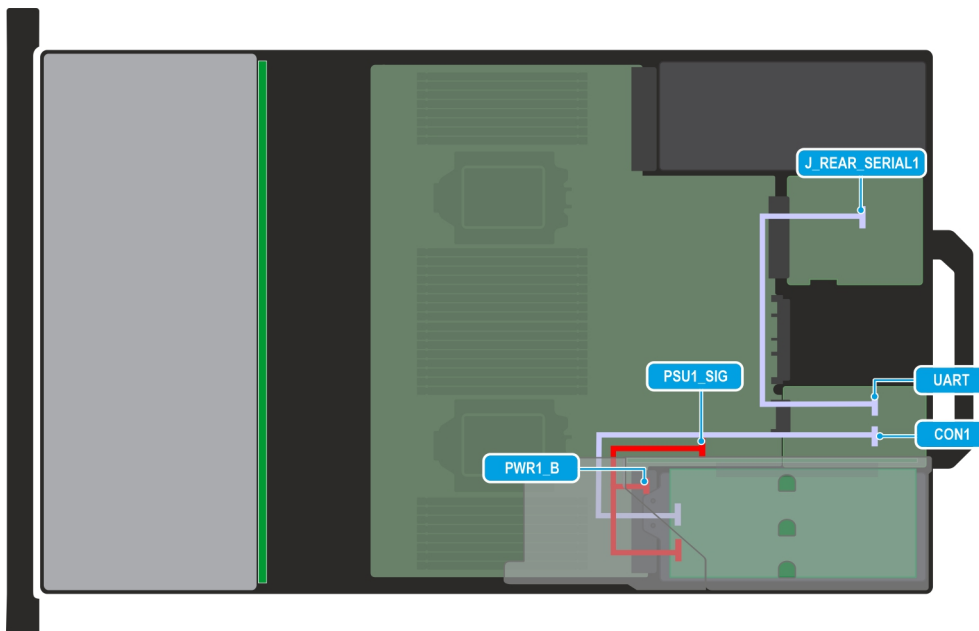 J_REAR_SERIAL1
PSU1_SIG
UART
CON1
PWR1_B